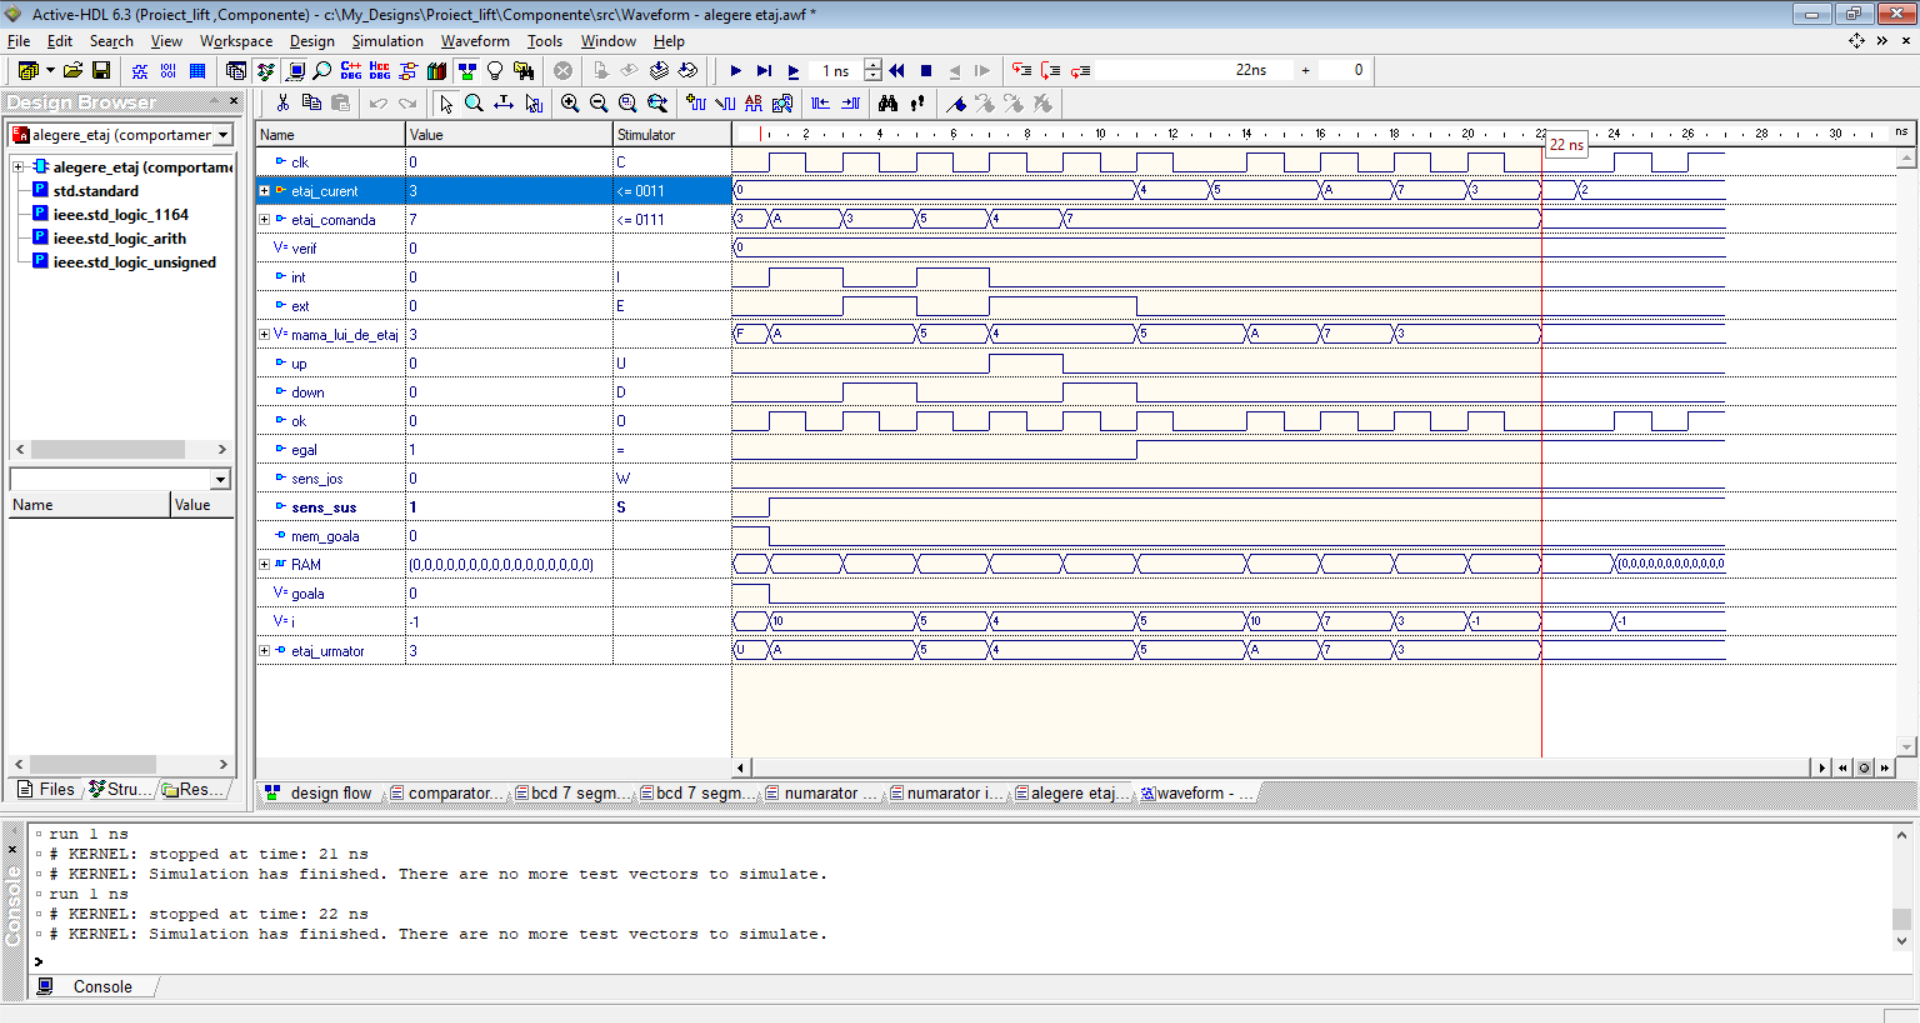 Active-HDL 6.3 (Proiect_lift ,Componente) - c:\My_Designs\Proiect_lift\Componente\src\Waveform - alegere etaj.awf *
File Edit Search View Workspace Design Simulation Waveform Tools Window Help
C++ DBG HCC DBG 1 ns 22ns + 0
Design Browser
alegere_etaj (comportamer
alegere_etaj (comportame
std.standard
ieee.std_logic_1164
ieee.std_logic_arith
ieee.std_logic_unsigned
Name Value
Files Stru... Res...
Name Value Stimulator 2 4 6 8 10 12 14 16 18 20 22 24 26 28 30 ns
22 ns
clk 0 C
etaj_curent 3 <= 0011 0 4 5 A 7 3 2
etaj_comanda 7 <= 0111 3 A 3 5 4 7
V= verif 0 0
int 0 I
ext 0 E
V= mama_lui_de_etaj 3 F A 5 4 5 A 7 3
up 0 U
down 0 D
ok 0 O
egal 1 =
sens_jos 0 W
sens_sus 1 S
mem_goala 0
RAM (0,0,0,0,0,0,0,0,0,0,0,0,0,0,0,0) (0,0,0,0,0,0,0,0,0,0,0,0
V= goala 0
V= i -1 10 5 4 5 10 7 3 -1 -1
etaj_urmator 3 U A 5 4 5 A 7 3
design flow comparator... bcd 7 segm... bcd 7 segm... numarator ... numarator i... alegere etaj... waveform - ...
run 1 ns
# KERNEL: stopped at time: 21 ns
# KERNEL: Simulation has finished. There are no more test vectors to simulate.
run 1 ns
# KERNEL: stopped at time: 22 ns
# KERNEL: Simulation has finished. There are no more test vectors to simulate.
>
Console
Console